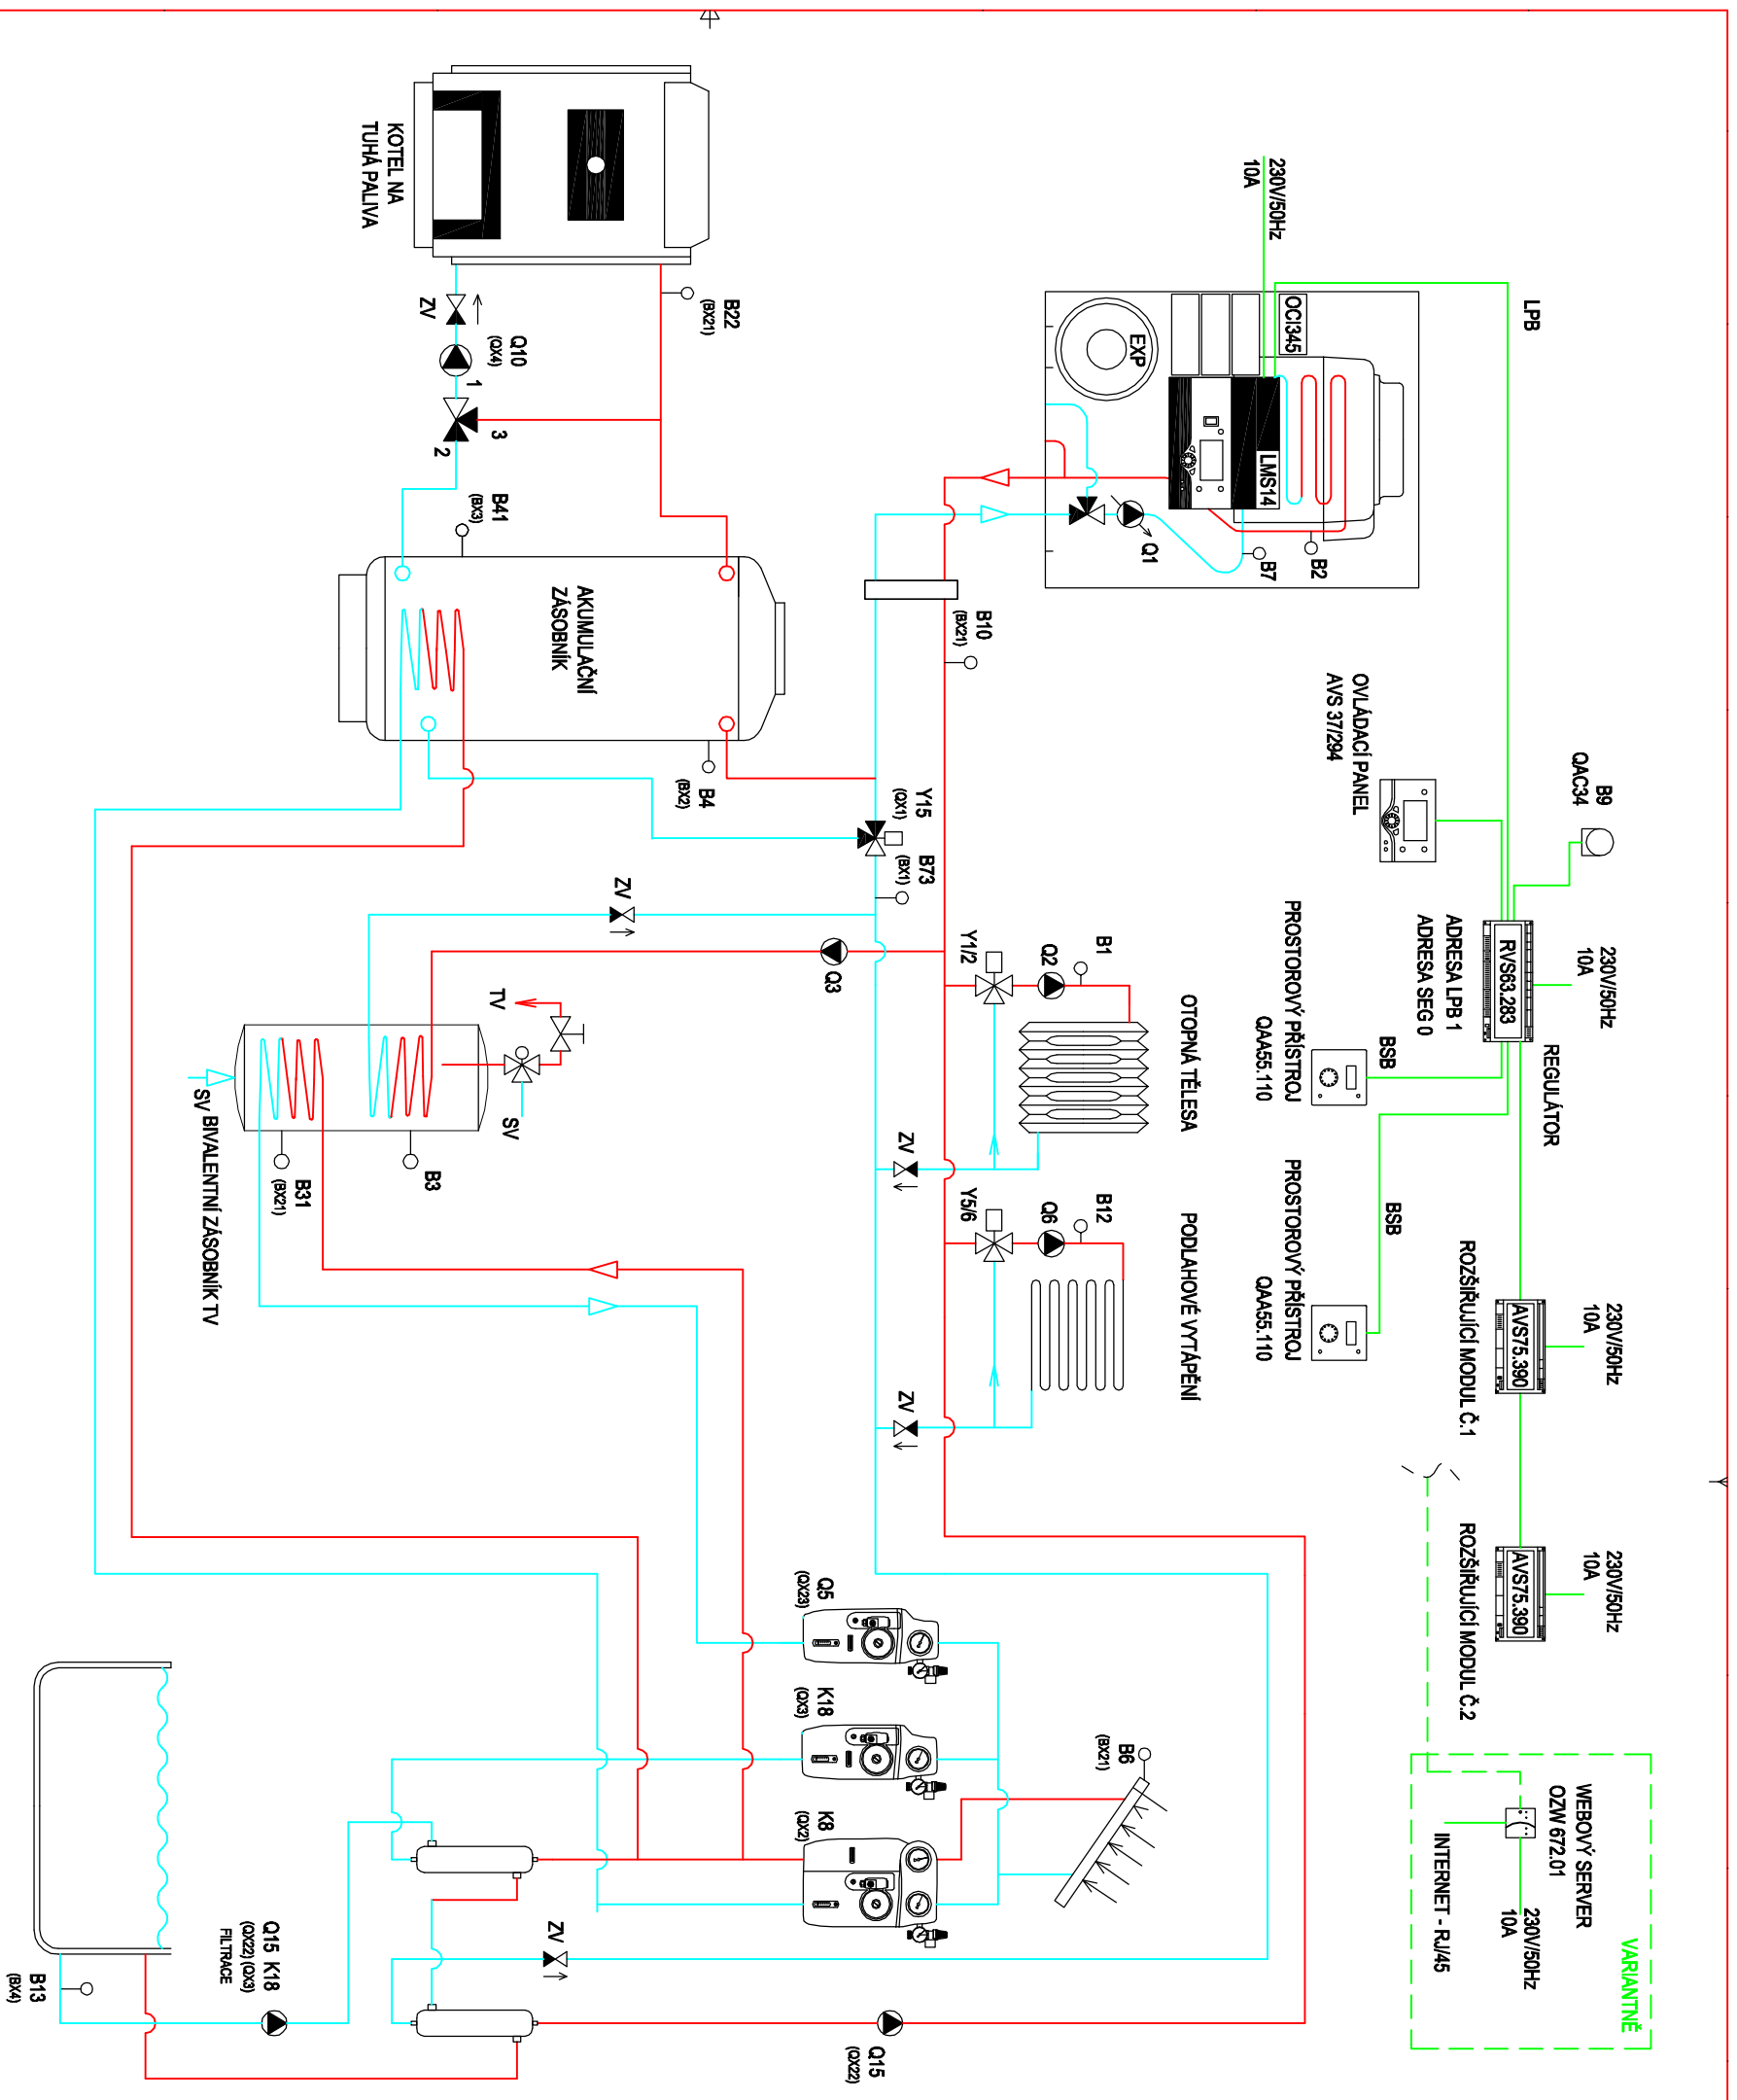 LPB
B9
QAC34
230V/50Hz
10A
RVS63.283
REGULÁTOR
ADRESA LPB 1
ADRESA SEG 0
230V/50Hz
10A
AVS75.390
ROZŠIŘUJÍCÍ MODUL Č.1
230V/50Hz
10A
AVS75.390
ROZŠIŘUJÍCÍ MODUL Č.2
VARIANTNĚ
WEBOVÝ SERVER
OZW 672.01
230V/50Hz
10A
INTERNET - RJ/45
230V/50Hz
10A
OCI345
LMS14
EXP
B2
B7
Q1
OVLÁDACÍ PANEL
AVS 37/294
BSB
PROSTOROVÝ PŘÍSTROJ
QAA55.110
BSB
PROSTOROVÝ PŘÍSTROJ
QAA55.110
OTOPNÁ TĚLESA
PODLAHOVÉ VYTÁPĚNÍ
B1
Q2
Y1/2
B12
Q6
Y5/6
ZV
ZV
B10
(BX21)
B6
(BX21)
Y15
(QX1)
B73
(BX1)
Q3
Q5
(QX23)
K18
(QX3)
K8
(QX2)
Q15
(QX22)
B22
(BX21)
Q10
(QX4)
ZV
1
3
2
B41
(BX3)
AKUMULAČNÍ
ZÁSOBNÍK
B4
(BX2)
ZV
KOTEL NA
TUHÁ PALIVA
TV
SV
B3
B31
(BX21)
SV
BIVALENTNÍ ZÁSOBNÍK TV
ZV
Q15 K18
(QX22) (QX3)
FILTRACE
B13
(BX4)